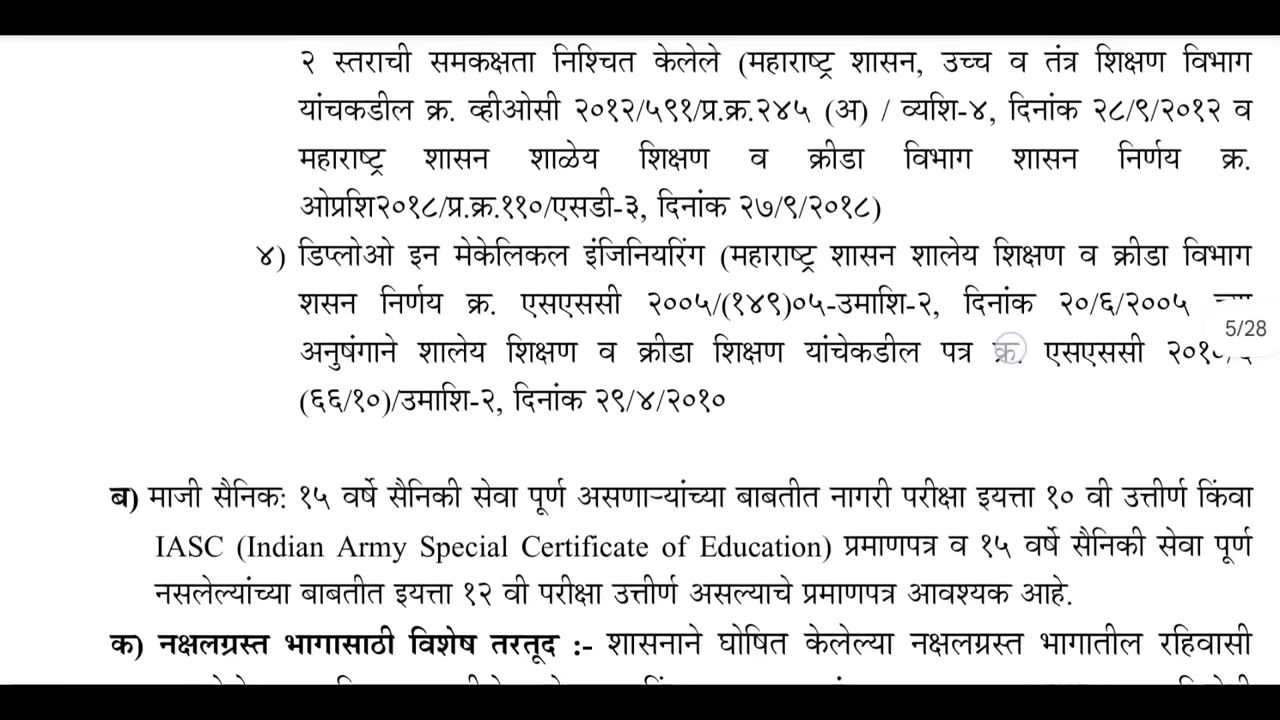 २ स्तराची समकक्षता निश्चित केलेले (महाराष्ट्र शासन, उच्च व तंत्र शिक्षण विभाग
यांचकडील क्र. व्हीओसी २०१२/५९१/प्र.क्र.२४५ (अ) / व्यशि-४, दिनांक २८/९/२०१२ व
महाराष्ट्र शासन शाळेय शिक्षण व क्रीडा विभाग शासन निर्णय क्र.
ओप्रशि२०१८/प्र.क्र.११०/एसडी-३, दिनांक २७/९/२०१८)
४) डिप्लोओ इन मेकेलिकल इंजिनियरिंग (महाराष्ट्र शासन शालेय शिक्षण व क्रीडा विभाग
शसन निर्णय क्र. एसएससी २००५/(१४९)०५-उमाशि-२, दिनांक २०/६/२००५
5/28
अनुषंगाने शालेय शिक्षण व क्रीडा शिक्षण यांचेकडील पत्र क्र. एसएससी
(६६/१०)/उमाशि-२, दिनांक २९/४/२०१०
ब) माजी सैनिक: १५ वर्षे सैनिकी सेवा पूर्ण असणाऱ्यांच्या बाबतीत नागरी परीक्षा इयत्ता १० वी उत्तीर्ण किंवा
IASC (Indian Army Special Certificate of Education) प्रमाणपत्र व १५ वर्षे सैनिकी सेवा पूर्ण
नसलेल्यांच्या बाबतीत इयत्ता १२ वी परीक्षा उत्तीर्ण असल्याचे प्रमाणपत्र आवश्यक आहे.
क) नक्षलग्रस्त भागासाठी विशेष तरतूद :- शासनाने घोषित केलेल्या नक्षलग्रस्त भागातील रहिवासी